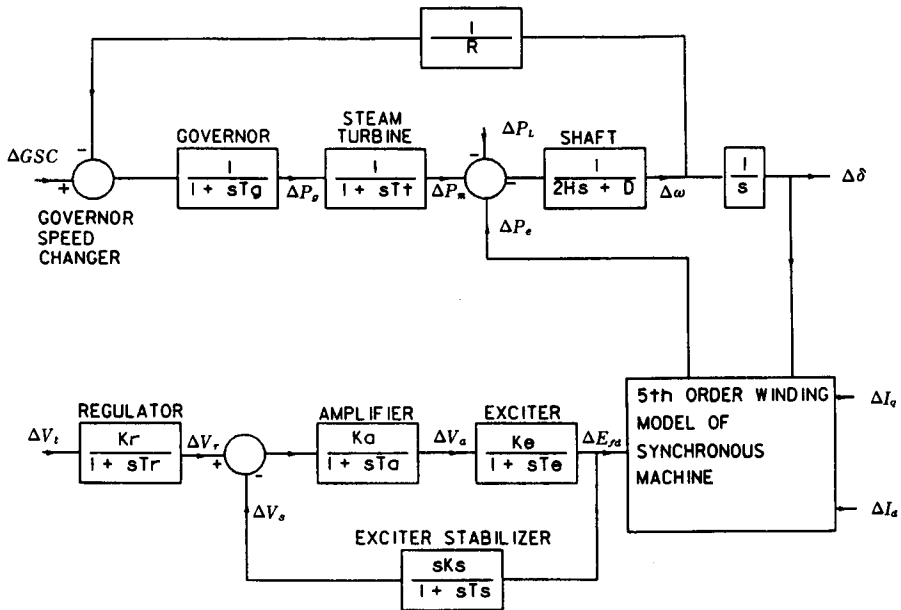 1
R
GOVERNOR
STEAM
TURBINE
SHAFT
ΔP_L
-
ΔGSC
+
-
1
1 + sTg
ΔP_g
1
1 + sTt
ΔP_m
-
1
2Hs + D
Δω
1
s
Δδ
GOVERNOR
SPEED
CHANGER
ΔP_e
REGULATOR
AMPLIFIER
EXCITER
ΔV_t
Kr
1 + sTr
ΔV_r
+
-
Ka
1 + sTa
ΔV_a
Ke
1 + sTe
ΔE_fd
5th ORDER WINDING
MODEL OF
SYNCHRONOUS
MACHINE
ΔI_q
ΔI_d
ΔV_s
EXCITER STABILIZER
sKs
1 + sTs